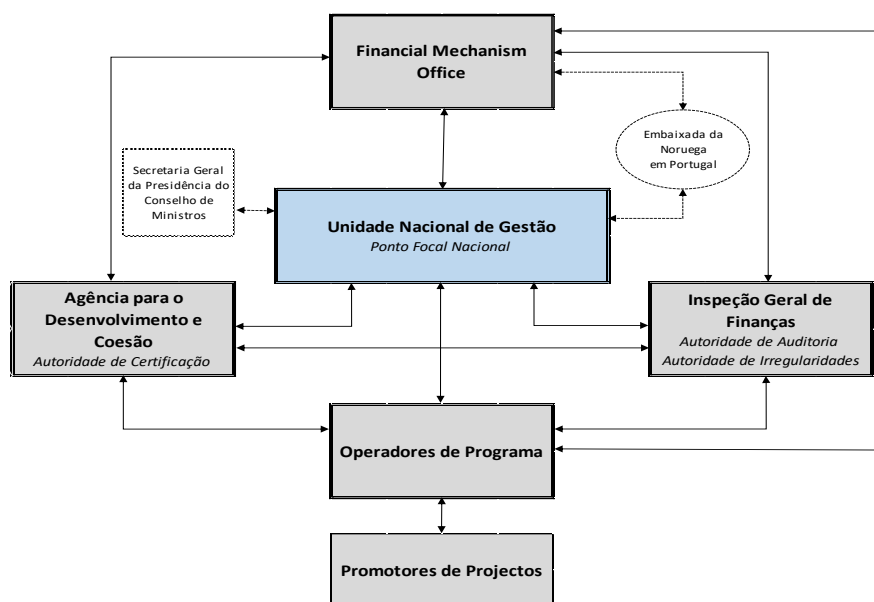 Financial Mechanism
Office
Embaixada da
Noruega
em Portugal
Secretaria Geral
da Presidência do
Conselho de
Ministros
Unidade Nacional de Gestão
Ponto Focal Nacional
Agência para o
Desenvolvimento e
Coesão
Autoridade de Certificação
Inspeção Geral de
Finanças
Autoridade de Auditoria
Autoridade de Irregularidades
Operadores de Programa
Promotores de Projectos